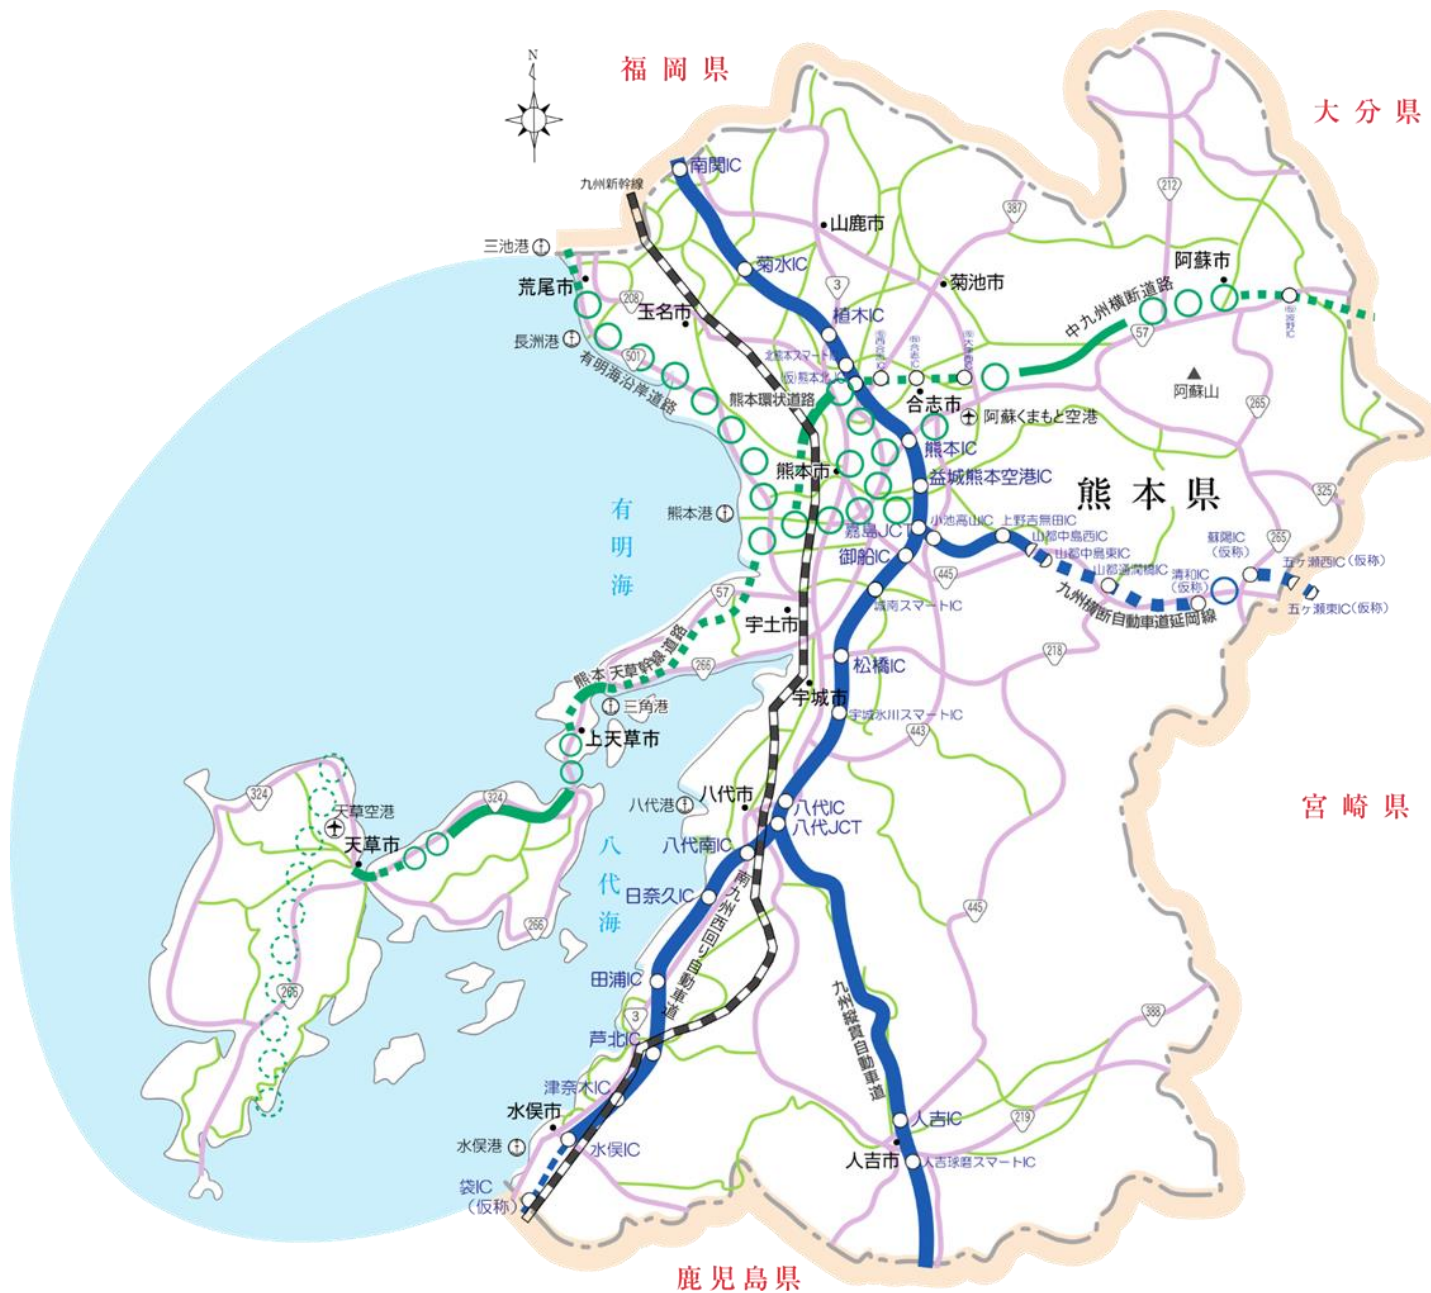 福岡県
大分県
N
九州新幹線
南関IC
212
387
山鹿市
三池港
菊水IC
阿蘇市
荒尾市
菊池市
3
208
玉名市
植木IC
中九州横断道路
57
長洲港
501
北熊本スマートIC
(仮)熊本北JCT
有明海沿岸道路
熊本環状道路
合志市
阿蘇山
265
阿蘇くまもと空港
熊本IC
熊本市
益城熊本空港IC
熊本県
325
有明海
熊本港
嘉島JCT
小池高山IC
上野吉無田IC
山都中島西IC
蘇陽IC
(仮称)
265
御船IC
445
山都中島東IC
五ヶ瀬西IC(仮称)
山都通潤橋IC
清和IC
(仮称)
57
城南スマートIC
九州横断自動車道延岡線
五ヶ瀬東IC(仮称)
宇土市
熊本天草幹線道路
266
松橋IC
218
宇城市
三角港
宇城氷川スマートIC
上天草市
443
324
324
八代港
八代市
八代IC
宮崎県
天草空港
八代JCT
天草市
八代海
八代南IC
日奈久IC
南九州西回り自動車道
445
266
田浦IC
266
九州縦貫自動車道
388
3
芦北IC
津奈木IC
水俣市
人吉IC
219
水俣港
水俣IC
人吉市
人吉球磨スマートIC
袋IC
(仮称)
鹿児島県